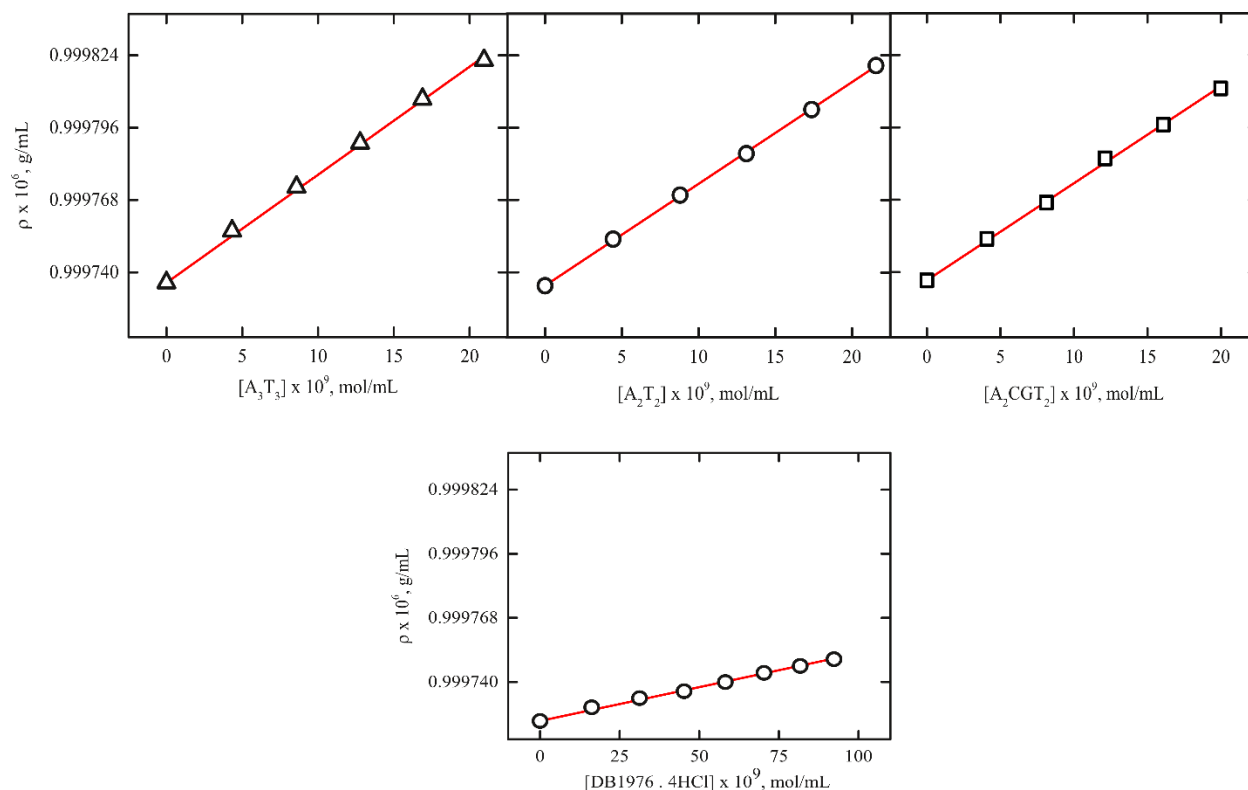 ρ x 10⁶, g/mL
0.999824
0.999796
0.999768
0.999740
0 5 10 15 20
[A₃T₃] x 10⁹, mol/mL
0 5 10 15 20
[A₂T₂] x 10⁹, mol/mL
0 5 10 15 20
[A₂CGT₂] x 10⁹, mol/mL
ρ x 10⁶, g/mL
0.999824
0.999796
0.999768
0.999740
0 25 50 75 100
[DB1976 . 4HCl] x 10⁹, mol/mL